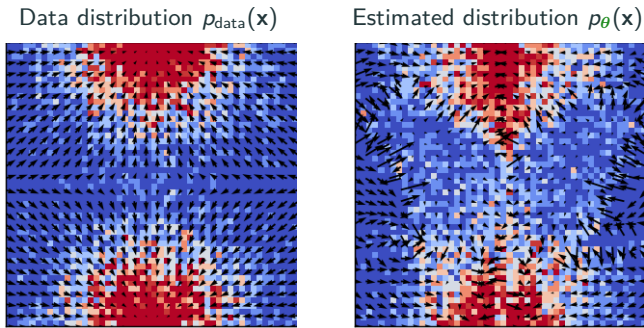 Data distribution p_data(x)
Estimated distribution p_θ(x)